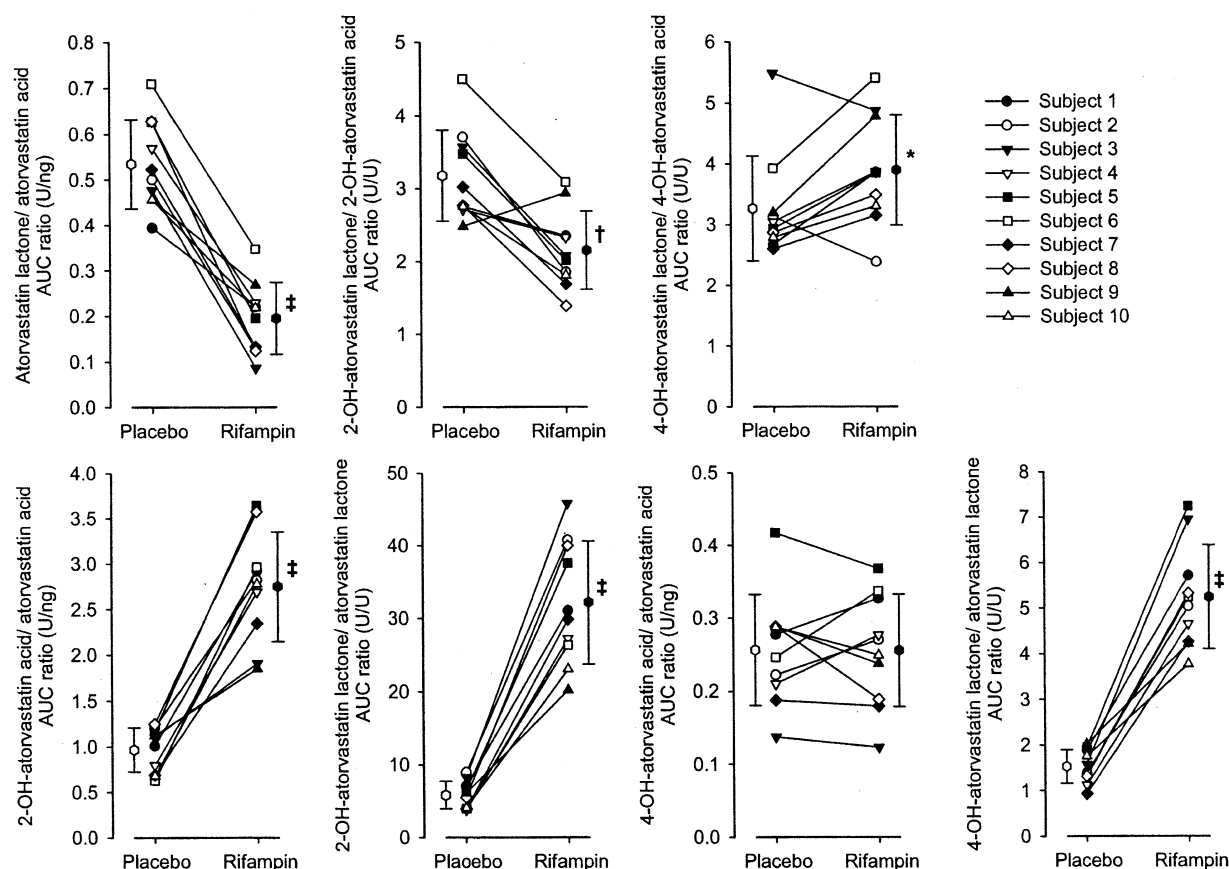 Atorvastatin lactone/ atorvastatin acid
AUC ratio (U/ng)
0.8
0.7
0.6
0.5
0.4
0.3
0.2
0.1
0.0
‡
Placebo
Rifampin
2-OH-atorvastatin lactone/ 2-OH-atorvastatin acid
AUC ratio (U/U)
5
4
3
2
1
0
†
Placebo
Rifampin
4-OH-atorvastatin lactone/ 4-OH-atorvastatin acid
AUC ratio (U/U)
6
5
4
3
2
1
0
*
Placebo
Rifampin
Subject 1
Subject 2
Subject 3
Subject 4
Subject 5
Subject 6
Subject 7
Subject 8
Subject 9
Subject 10
2-OH-atorvastatin acid/ atorvastatin acid
AUC ratio (U/ng)
4.0
3.5
3.0
2.5
2.0
1.5
1.0
0.5
0.0
‡
Placebo
Rifampin
2-OH-atorvastatin lactone/ atorvastatin lactone
AUC ratio (U/U)
50
40
30
20
10
0
‡
Placebo
Rifampin
4-OH-atorvastatin acid/ atorvastatin acid
AUC ratio (U/ng)
0.5
0.4
0.3
0.2
0.1
0.0
Placebo
Rifampin
4-OH-atorvastatin lactone/ atorvastatin lactone
AUC ratio (U/U)
8
7
6
5
4
3
2
1
0
‡
Placebo
Rifampin